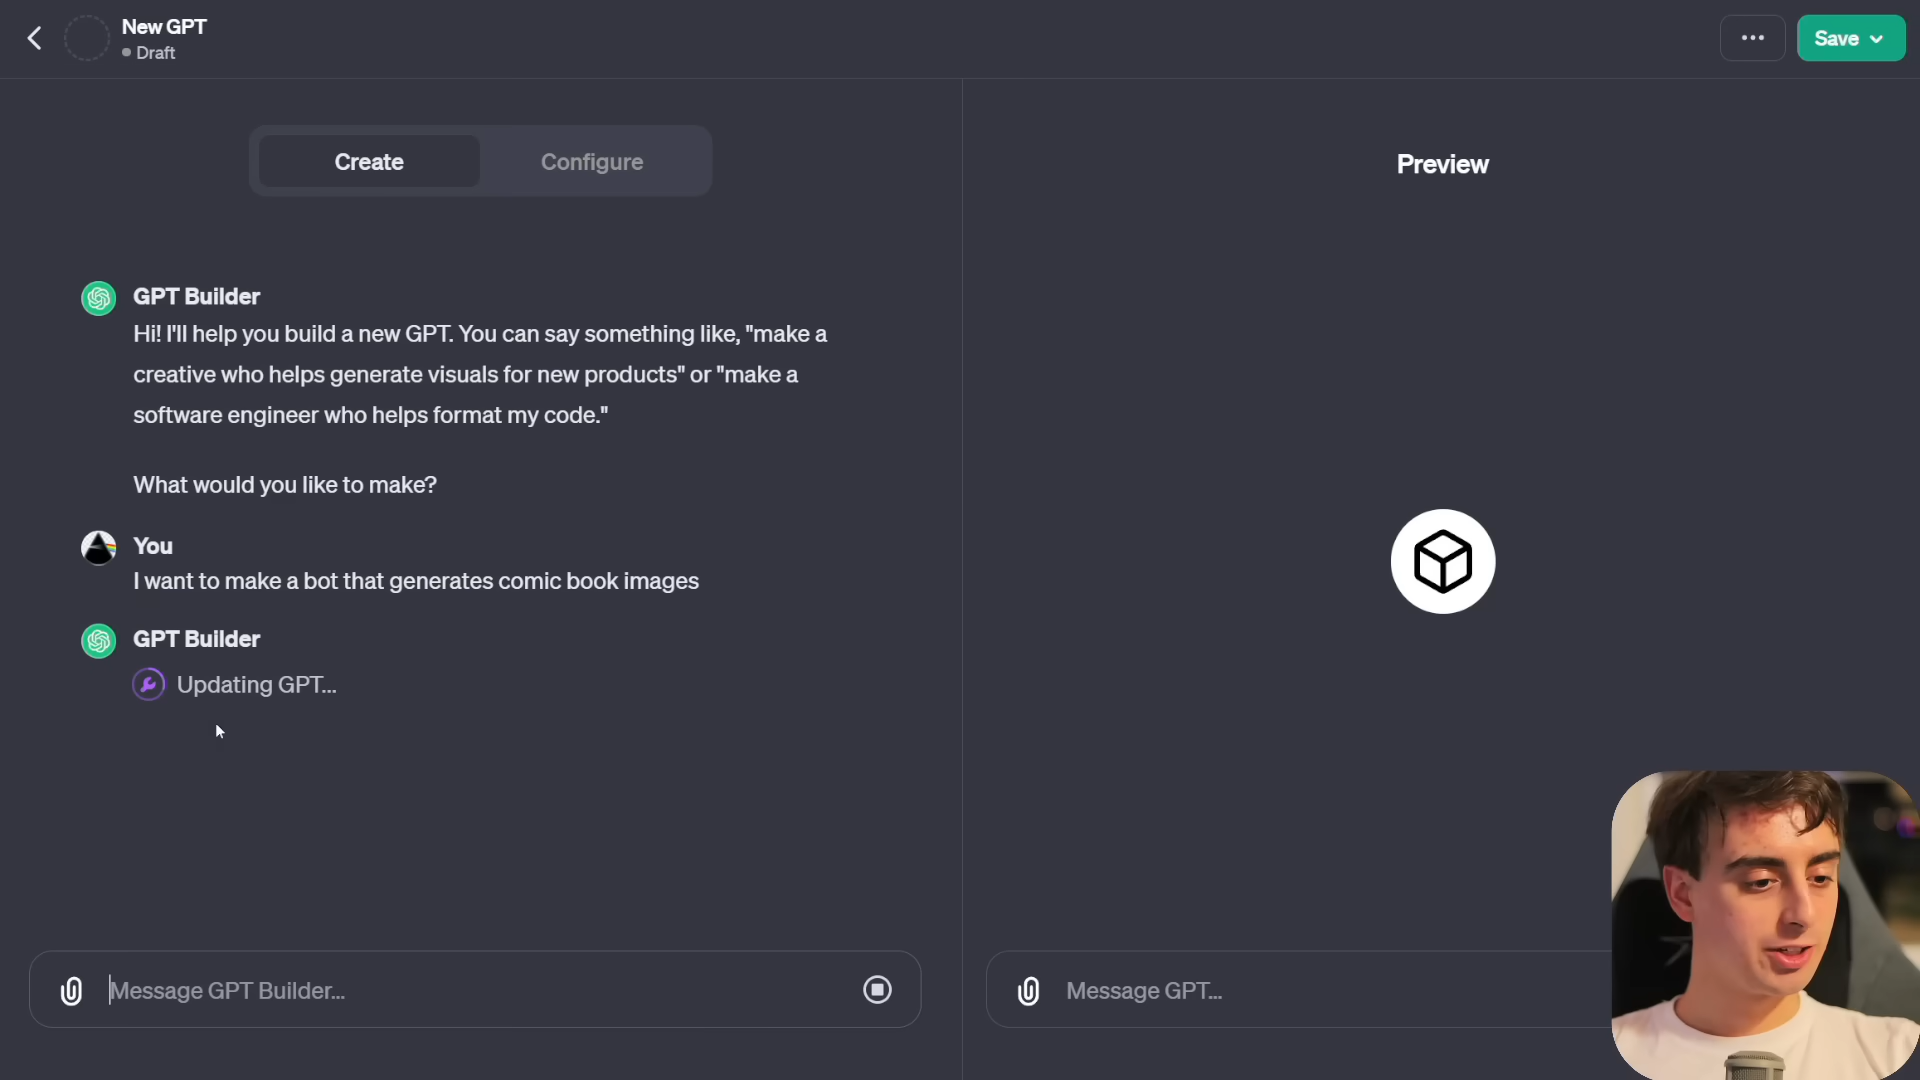 New GPT
Draft
Save
Create
Configure
Preview
GPT Builder
Hi! I'll help you build a new GPT. You can say something like, "make a
creative who helps generate visuals for new products" or "make a
software engineer who helps format my code."
What would you like to make?
You
I want to make a bot that generates comic book images
GPT Builder
Updating GPT...
Message GPT Builder...
Message GPT...